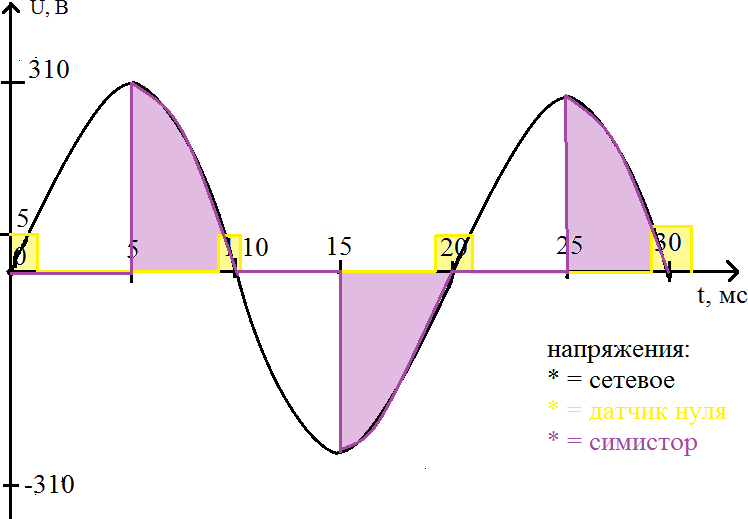 U, В
310
5
0
5
10
15
20
25
30
t, мс
напряжения:
* = сетевое
* = датчик нуля
* = симистор
-310